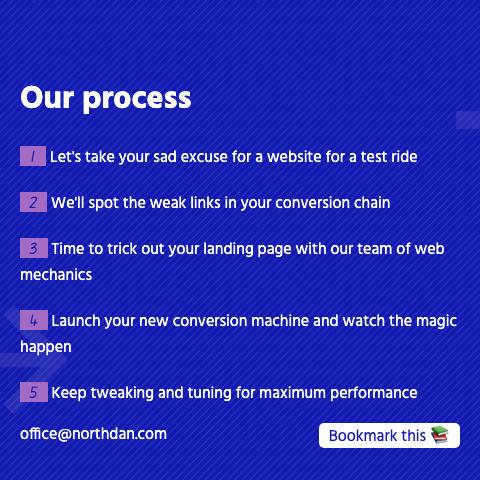 Our process
1 Let's take your sad excuse for a website for a test ride
2 We'll spot the weak links in your conversion chain
3 Time to trick out your landing page with our team of web
mechanics
4 Launch your new conversion machine and watch the magic
happen
5 Keep tweaking and tuning for maximum performance
office@northdan.com
Bookmark this 📚